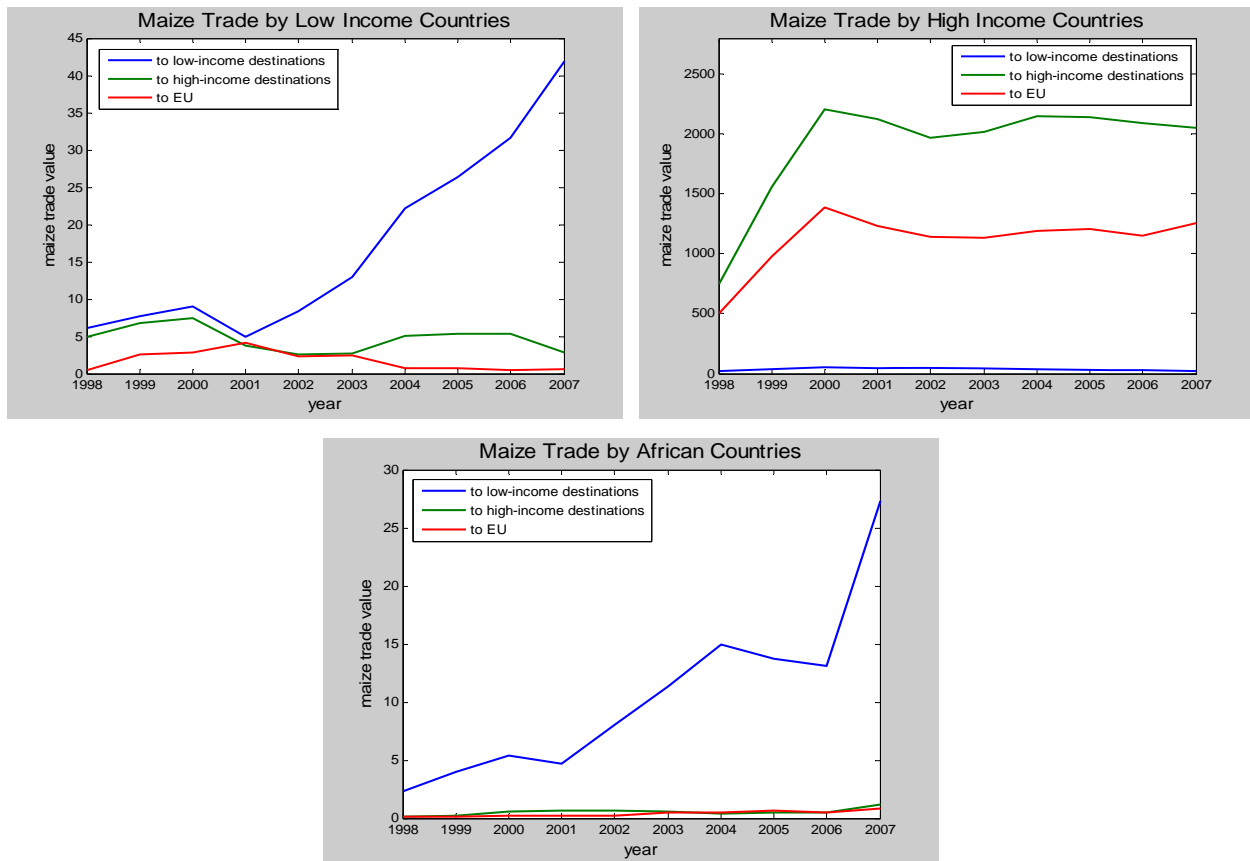 Maize Trade by Low Income Countries
45
40
35
30
25
20
15
10
5
0
maize trade value
to low-income destinations
to high-income destinations
to EU
1998 1999 2000 2001 2002 2003 2004 2005 2006 2007
year
Maize Trade by High Income Countries
2500
2000
1500
1000
500
0
maize trade value
to low-income destinations
to high-income destinations
to EU
1998 1999 2000 2001 2002 2003 2004 2005 2006 2007
year
Maize Trade by African Countries
30
25
20
15
10
5
0
maize trade value
to low-income destinations
to high-income destinations
to EU
1998 1999 2000 2001 2002 2003 2004 2005 2006 2007
year